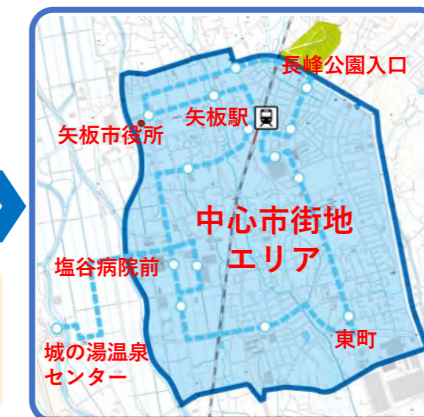 長峰公園入口
矢板駅
矢板市役所
中心市街地
エリア
塩谷病院前
東町
城の湯温泉
センター